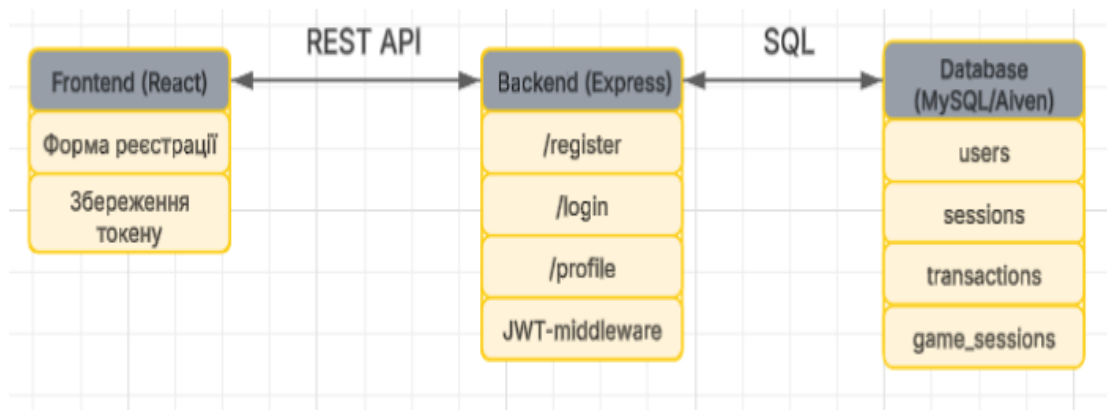 REST API
SQL
Frontend (React)
Форма реєстрації
Збереження
токену
Backend (Express)
/register
/login
/profile
JWT-middleware
Database
(MySQL/Aiven)
users
sessions
transactions
game_sessions